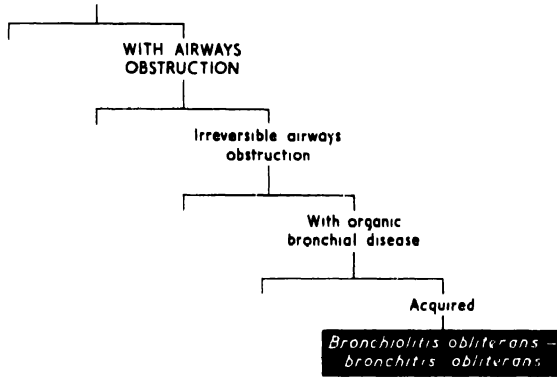 WITH AIRWAYS
OBSTRUCTION
Irreversible airways
obstruction
With organic
bronchial disease
Acquired
Bronchiolitis obliterans –
bronchitis obliterans